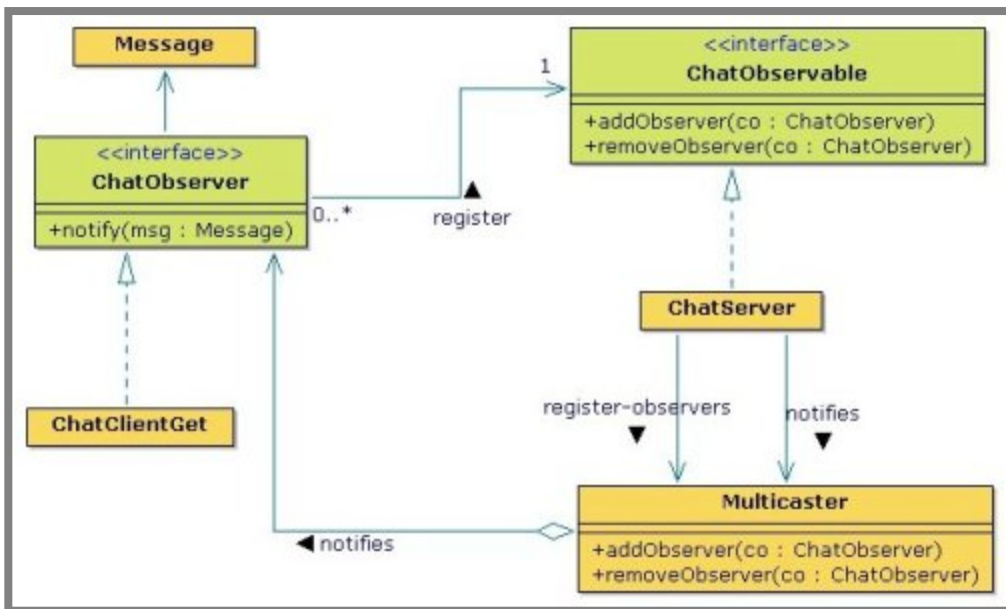 Message
<<interface>>
ChatObservable
1
+addObserver(co : ChatObserver)
+removeObserver(co : ChatObserver)
<<interface>>
ChatObserver
0..*
register
+notify(msg : Message)
ChatServer
ChatClientGet
register-observers
notifies
Multicaster
notifies
+addObserver(co : ChatObserver)
+removeObserver(co : ChatObserver)